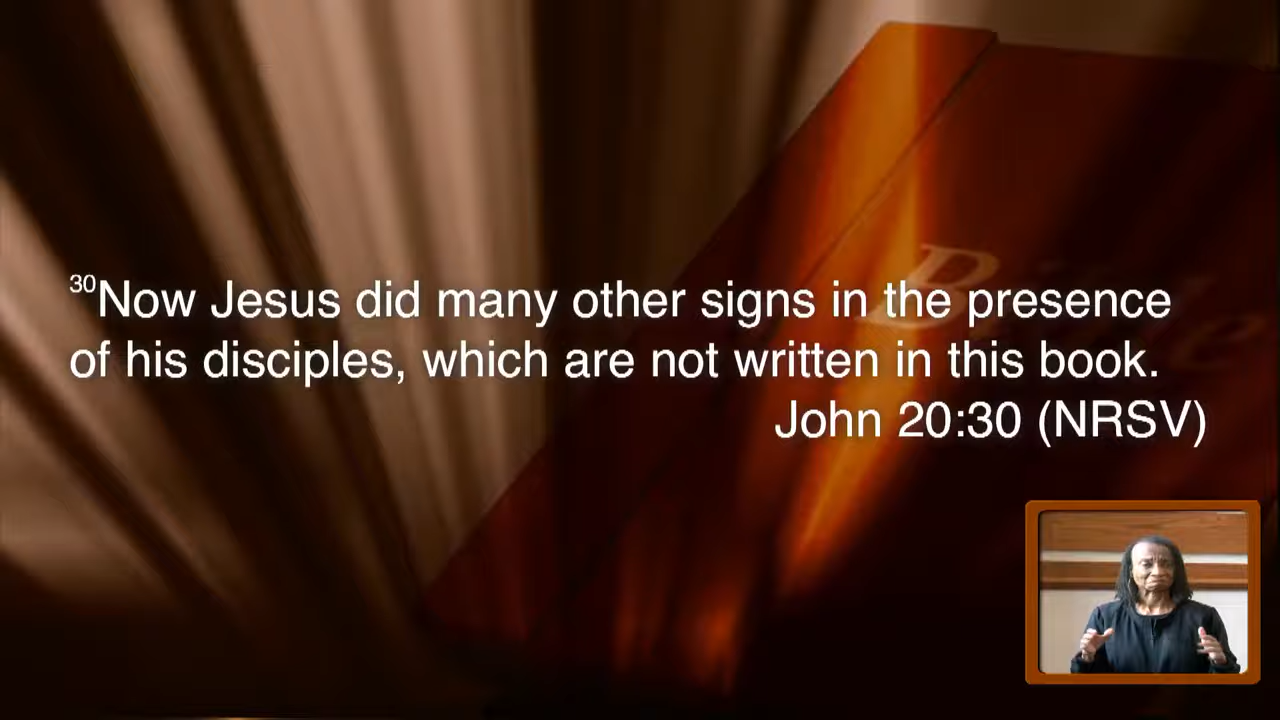 30Now Jesus did many other signs in the presence
of his disciples, which are not written in this book.
John 20:30 (NRSV)